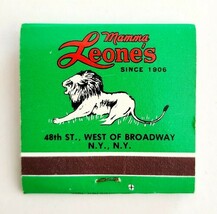 Mamma
Leone's
SINCE 1906
48th ST., WEST OF BROADWAY
N.Y., N.Y.